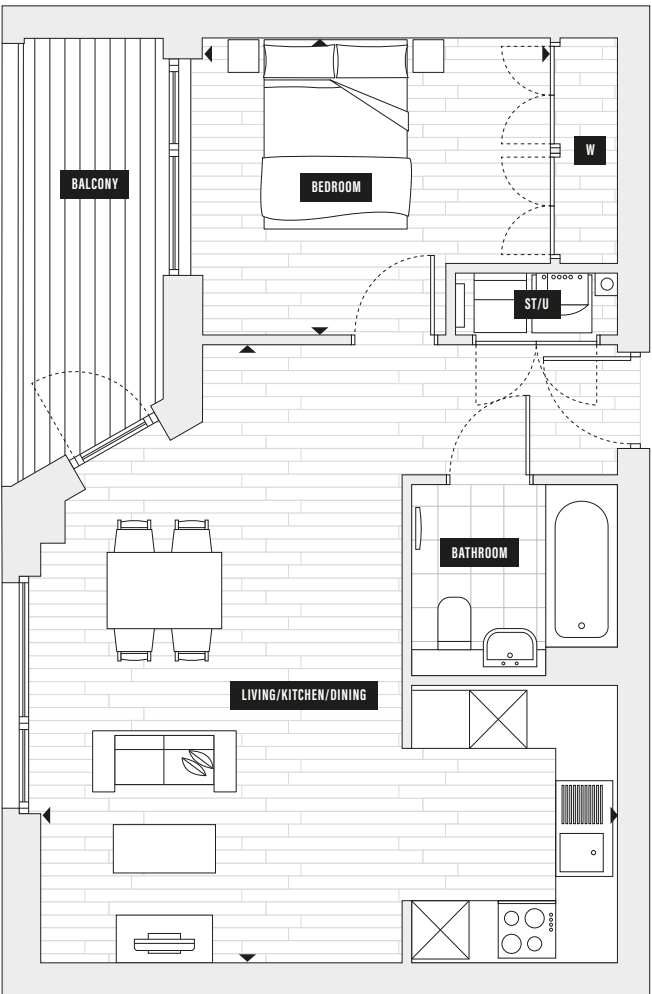 W
BALCONY
BEDROOM
ST/U
BATHROOM
LIVING/KITCHEN/DINING